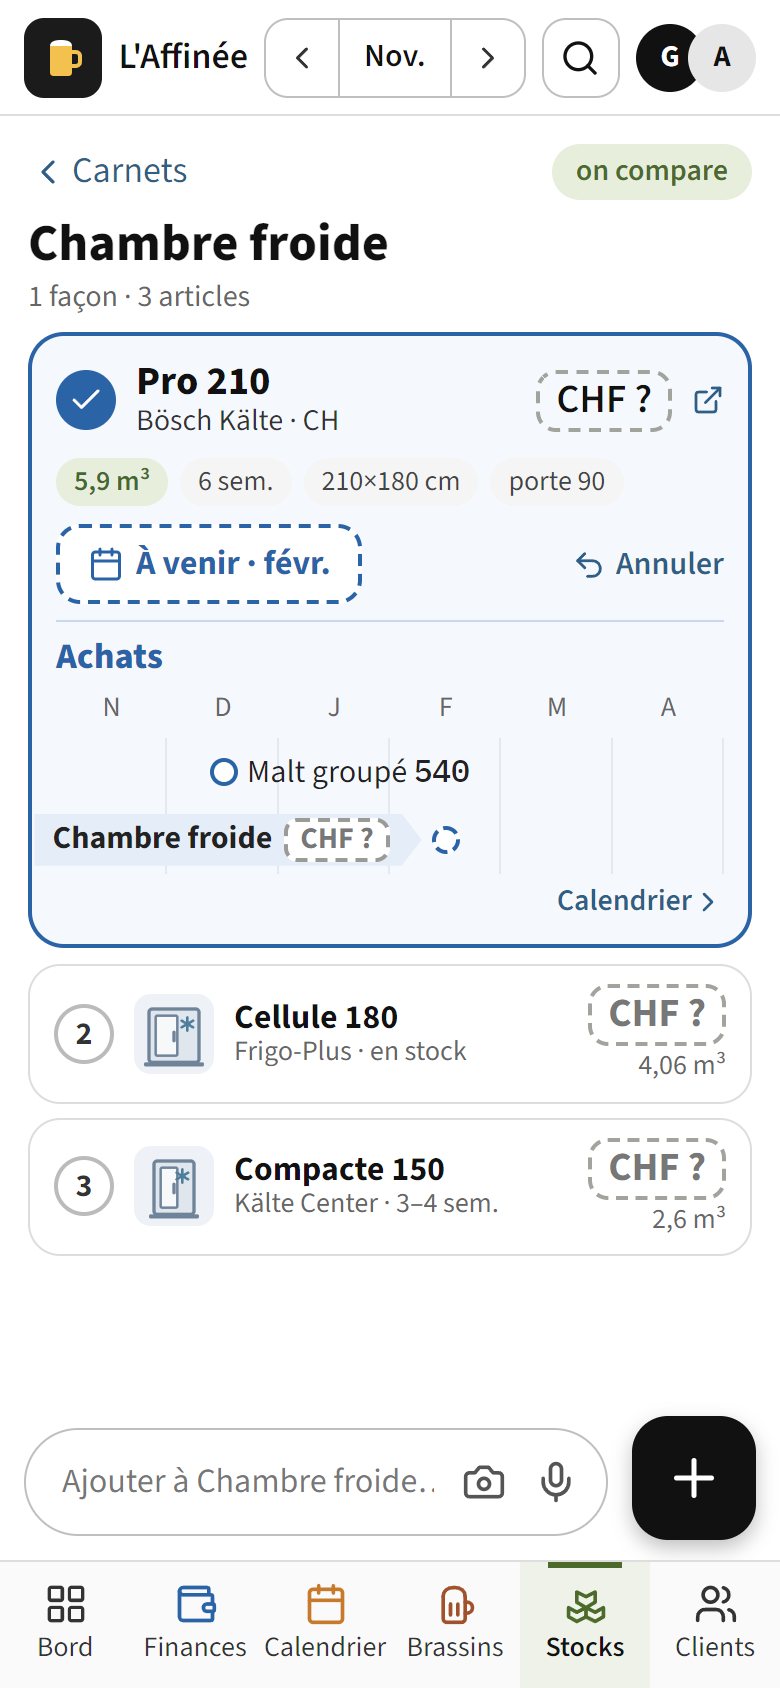 L'Affinée
Nov.
G A
Carnets
on compare
Chambre froide
1 façon · 3 articles
Pro 210
Bösch Kälte · CH
CHF ?
5,9 m³ 6 sem. 210×180 cm porte 90
À venir · févr.
Annuler
Achats
N D J F M A
Malt groupé 540
Chambre froide CHF ?
Calendrier
2
Cellule 180
Frigo-Plus · en stock
CHF ?
4,06 m³
3
Compacte 150
Kälte Center · 3–4 sem.
CHF ?
2,6 m³
Ajouter à Chambre froide..
Bord Finances Calendrier Brassins Stocks Clients